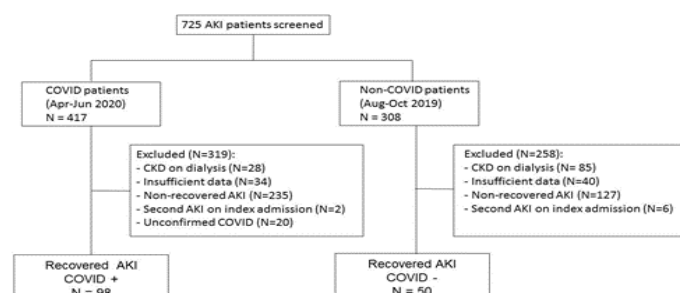 725 AKI patients screened
COVID patients
(Apr-Jun 2020)
N = 417
Non-COVID patients
(Aug-Oct 2019)
N = 308
Excluded (N=319):
- CKD on dialysis (N=28)
- Insufficient data (N=34)
- Non-recovered AKI (N=235)
- Second AKI on index admission (N=2)
- Unconfirmed COVID (N=20)
Excluded (N=258):
- CKD on dialysis (N= 85)
- Insufficient data (N=40)
- Non-recovered AKI (N=127)
- Second AKI on index admission (N=6)
Recovered AKI
COVID +
N = 98
Recovered AKI
COVID -
N = 50